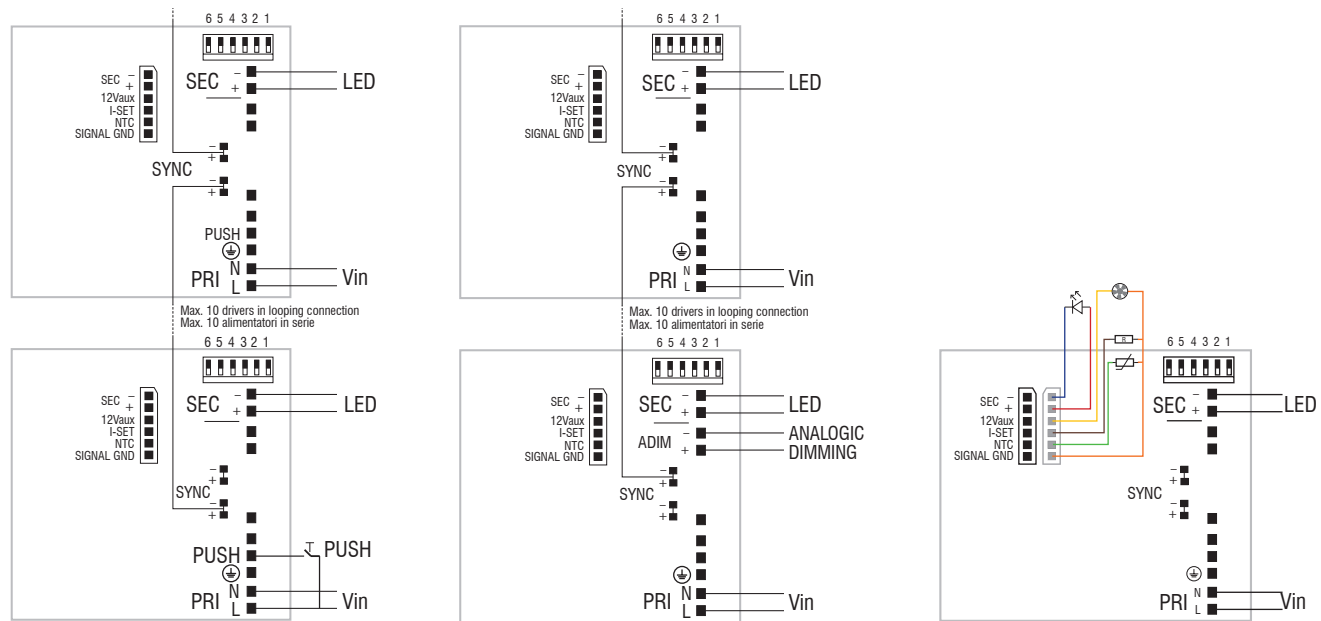 6 5 4 3 2 1
SEC −
+
12Vaux
I-SET
NTC
SIGNAL GND
SEC −
+
LED
−
+
SYNC
−
+
PUSH
N
PRI
L
Vin
Max. 10 drivers in looping connection
Max. 10 alimentatori in serie
6 5 4 3 2 1
SEC −
+
12Vaux
I-SET
NTC
SIGNAL GND
SEC −
+
LED
−
+
SYNC
−
+
PUSH
PUSH
N
PRI
L
Vin
6 5 4 3 2 1
SEC −
+
12Vaux
I-SET
NTC
SIGNAL GND
SEC −
+
LED
−
+
SYNC
−
+
N
PRI
L
Vin
Max. 10 drivers in looping connection
Max. 10 alimentatori in serie
6 5 4 3 2 1
SEC −
+
12Vaux
I-SET
NTC
SIGNAL GND
SEC −
+
LED
ADIM −
+
ANALOGIC
DIMMING
−
+
SYNC
−
+
N
PRI
L
Vin
R
6 5 4 3 2 1
SEC −
+
12Vaux
I-SET
NTC
SIGNAL GND
SEC −
+
LED
−
+
SYNC
−
+
N
PRI
L
Vin